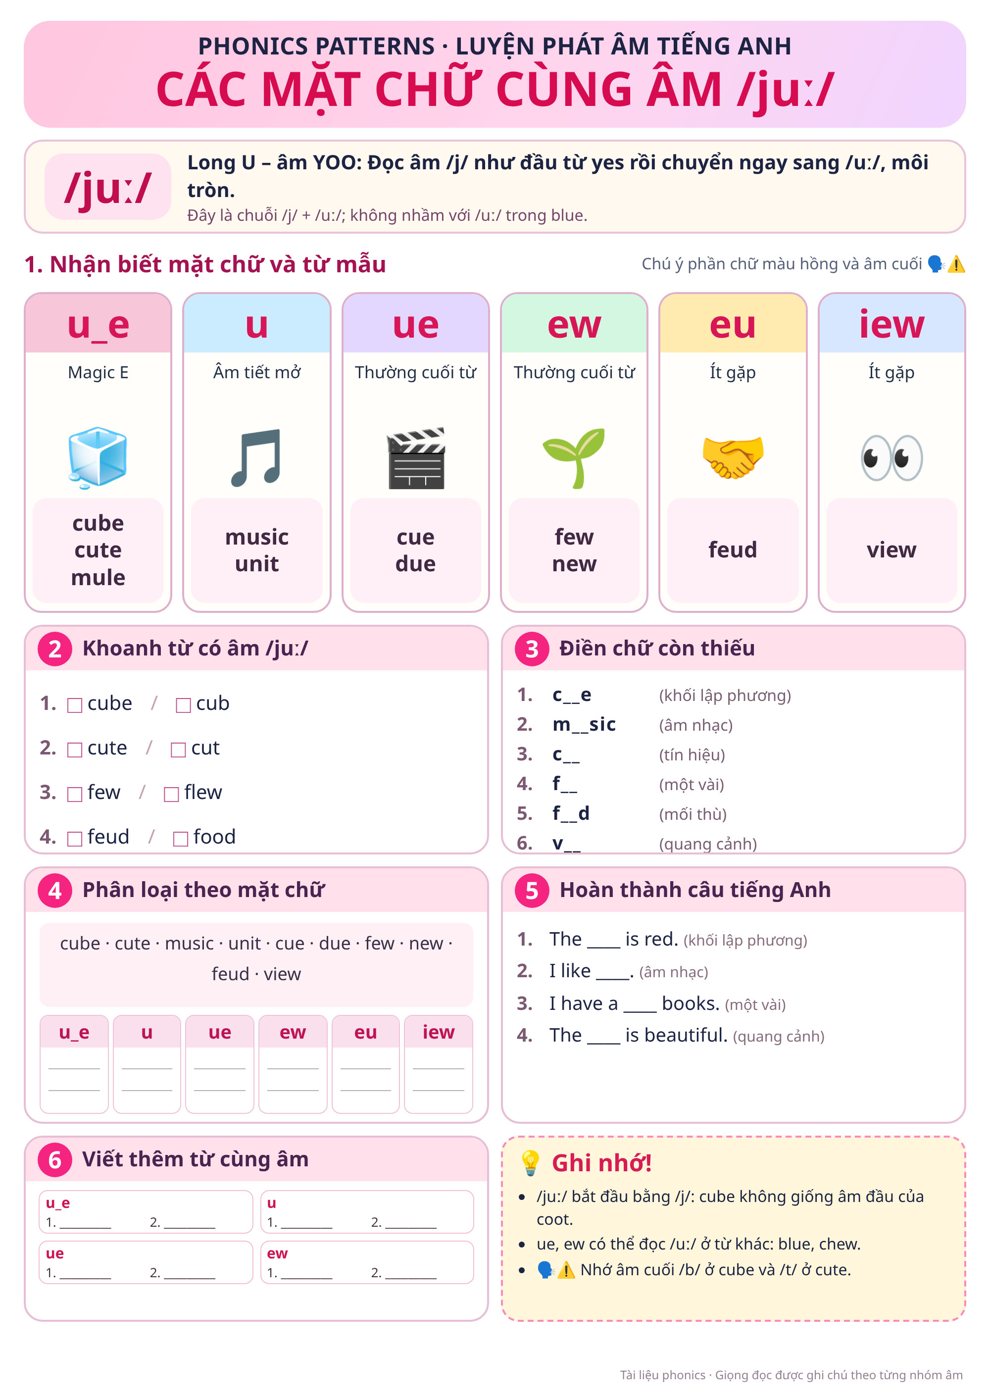 PHONICS PATTERNS · LUYỆN PHÁT ÂM TIẾNG ANH
CÁC MẶT CHỮ CÙNG ÂM /juː/
/juː/
Long U – âm YOO: Đọc âm /j/ như đầu từ yes rồi chuyển ngay sang /uː/, môi
tròn.
Đây là chuỗi /j/ + /uː/; không nhầm với /uː/ trong blue.
1. Nhận biết mặt chữ và từ mẫu
Chú ý phần chữ màu hồng và âm cuối 🗣️⚠️
u_e
u
ue
ew
eu
iew
Magic E
Âm tiết mở
Thường cuối từ
Thường cuối từ
Ít gặp
Ít gặp
cube
cute
mule
music
unit
cue
due
few
new
feud
view
2 Khoanh từ có âm /juː/
1. □ cube / □ cub
2. □ cute / □ cut
3. □ few / □ flew
4. □ feud / □ food
3 Điền chữ còn thiếu
1. c__e (khối lập phương)
2. m__sic (âm nhạc)
3. c__ (tín hiệu)
4. f__ (một vài)
5. f__d (mối thù)
6. v__ (quang cảnh)
4 Phân loại theo mặt chữ
cube · cute · music · unit · cue · due · few · new ·
feud · view
u_e u ue ew eu iew
5 Hoàn thành câu tiếng Anh
1. The ____ is red. (khối lập phương)
2. I like ____. (âm nhạc)
3. I have a ____ books. (một vài)
4. The ____ is beautiful. (quang cảnh)
6 Viết thêm từ cùng âm
u_e
1. ________ 2. ________
u
1. ________ 2. ________
ue
1. ________ 2. ________
ew
1. ________ 2. ________
💡 Ghi nhớ!
• /juː/ bắt đầu bằng /j/: cube không giống âm đầu của
coot.
• ue, ew có thể đọc /uː/ ở từ khác: blue, chew.
• 🗣️⚠️ Nhớ âm cuối /b/ ở cube và /t/ ở cute.
Tài liệu phonics · Giọng đọc được ghi chú theo từng nhóm âm